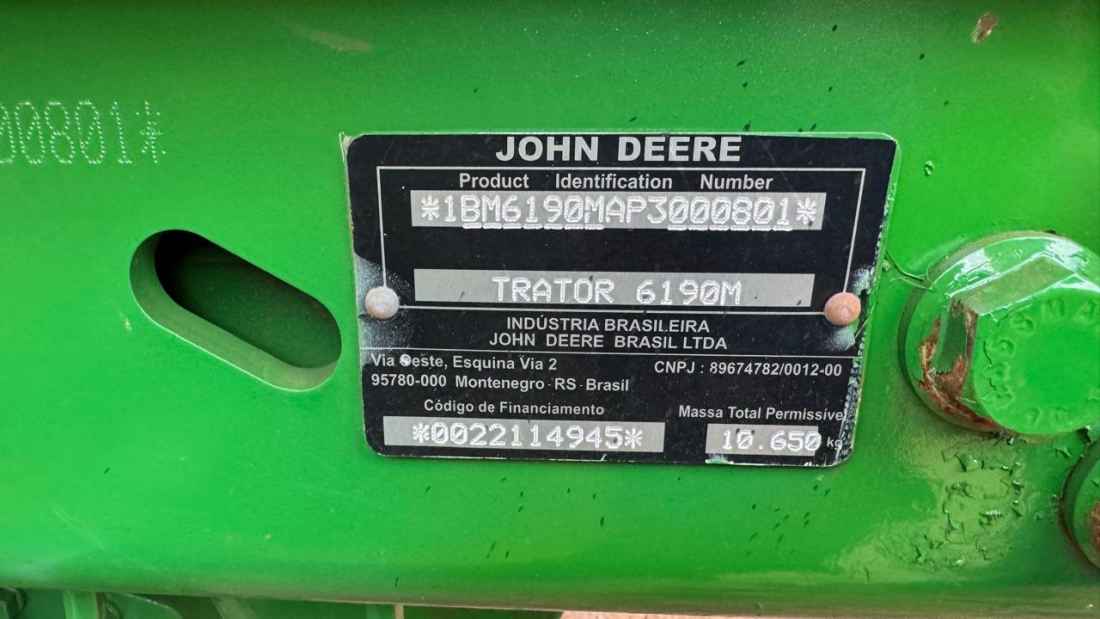 00801*
JOHN DEERE
Product Identification Number
*1BM6190MAP3000801*
TRATOR 6190M
INDÚSTRIA BRASILEIRA
JOHN DEERE BRASIL LTDA
Via Oeste, Esquina Via 2
CNPJ : 89674782/0012-00
95780-000 Montenegro - RS - Brasil
Código de Financiamento
Massa Total Permissíve
*0022114945*
10.650 kg